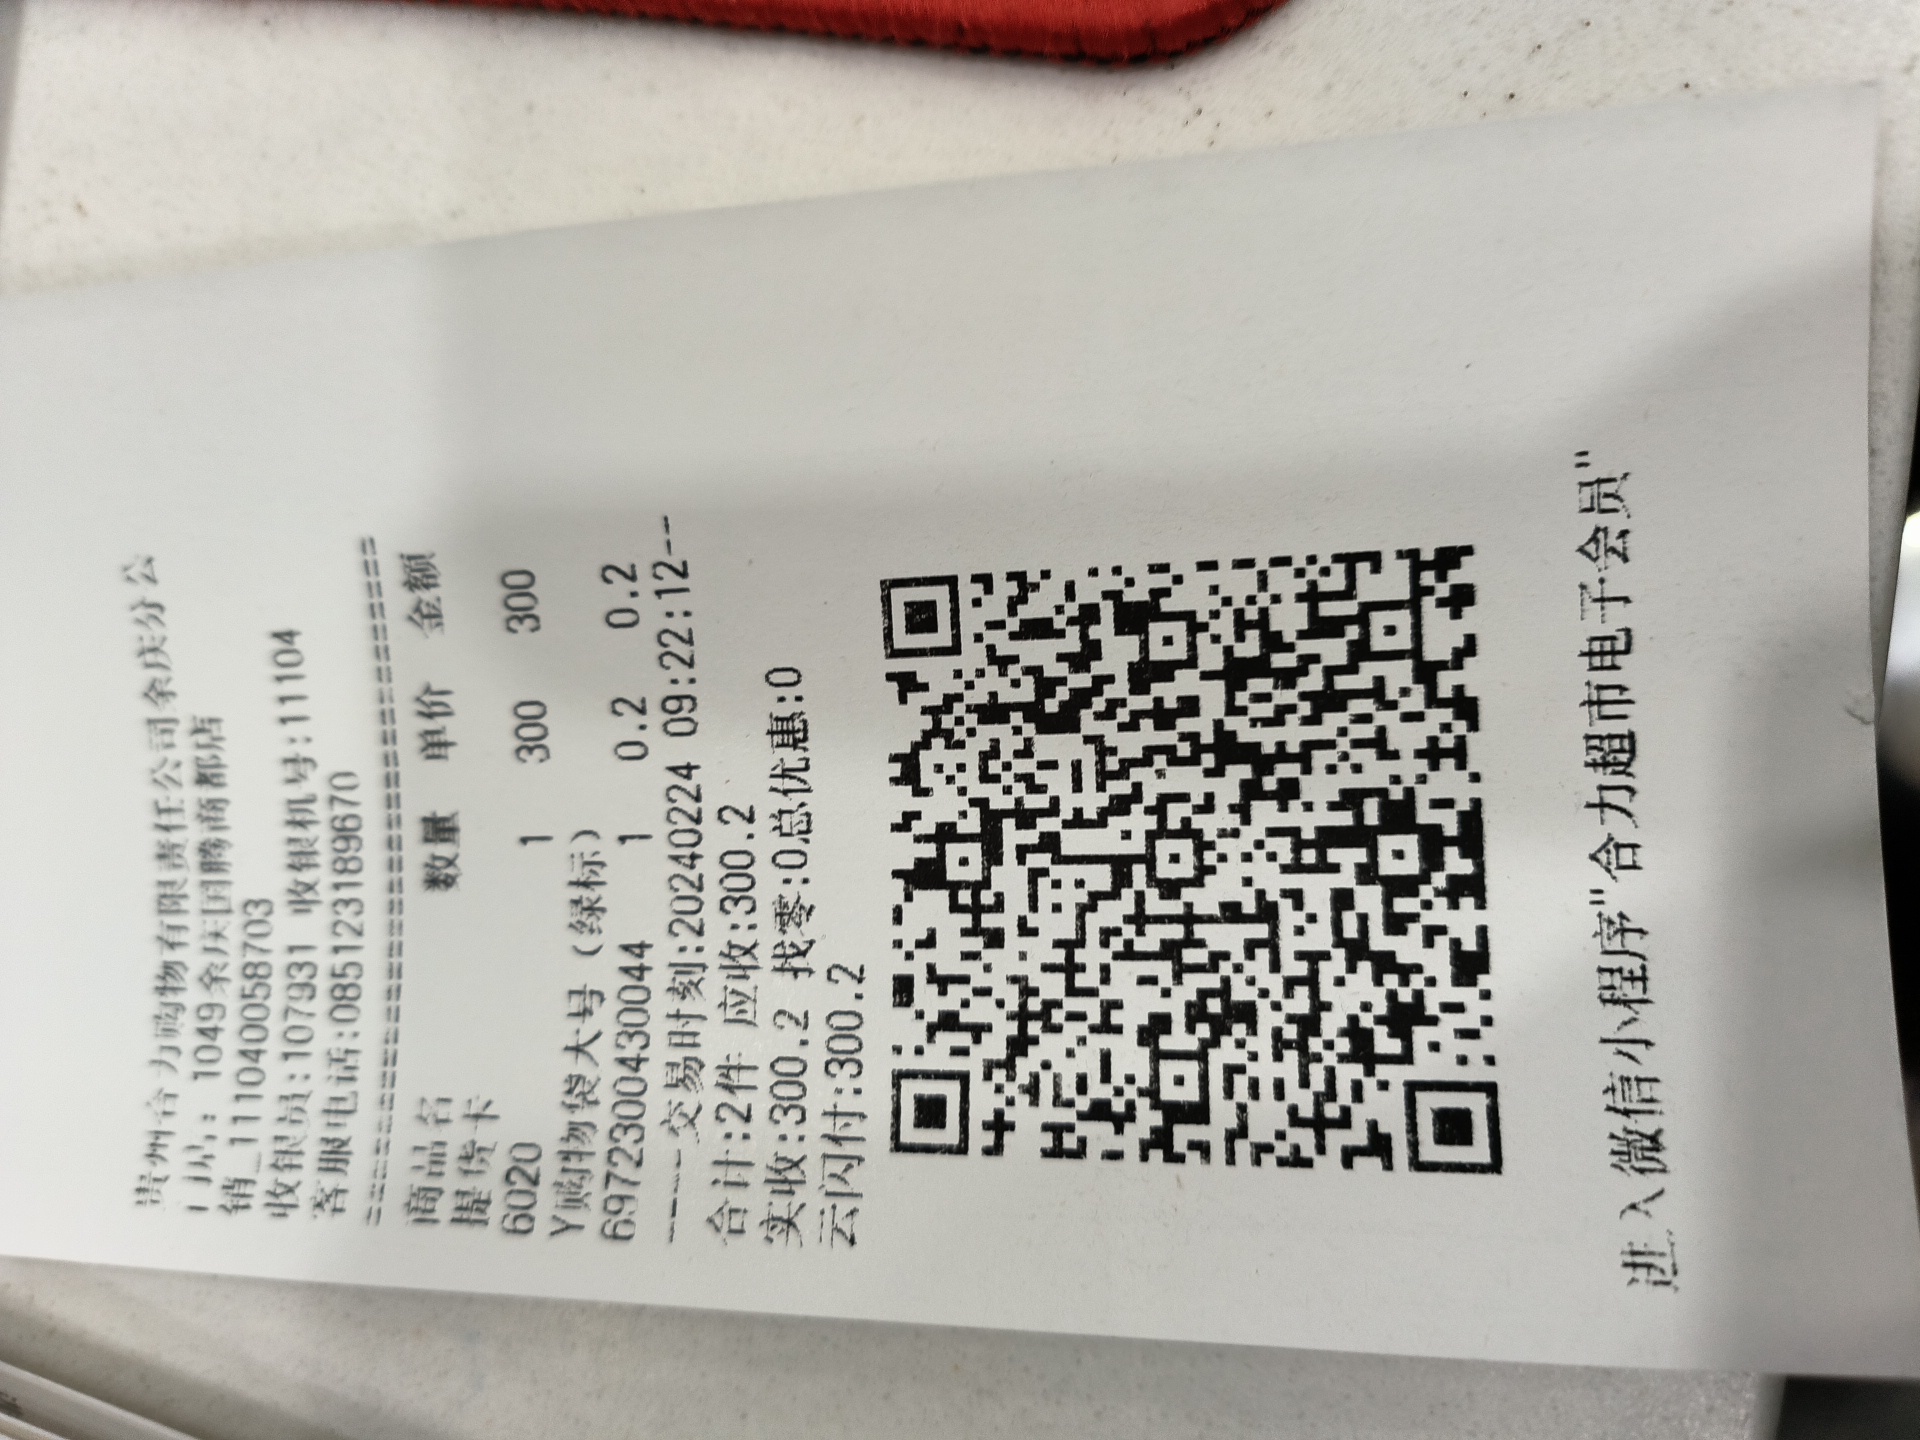 贵州合力购物有限责任公司余庆分公
门店: 1049余庆国腾商都店
销_111040058703
收银员:107931 收银机号:11104
客服电话:085123189670
================================
商品名 数量 单价 金额
提货卡
6020 1 300 300
Y购物袋大号(绿标)
6972300430044 1 0.2 0.2
----交易时刻:20240224 09:22:12--
合计:2件 应收:300.2
实收:300.2 找零:0总优惠:0
云闪付:300.2
进入微信小程序"合力超市电子会员"